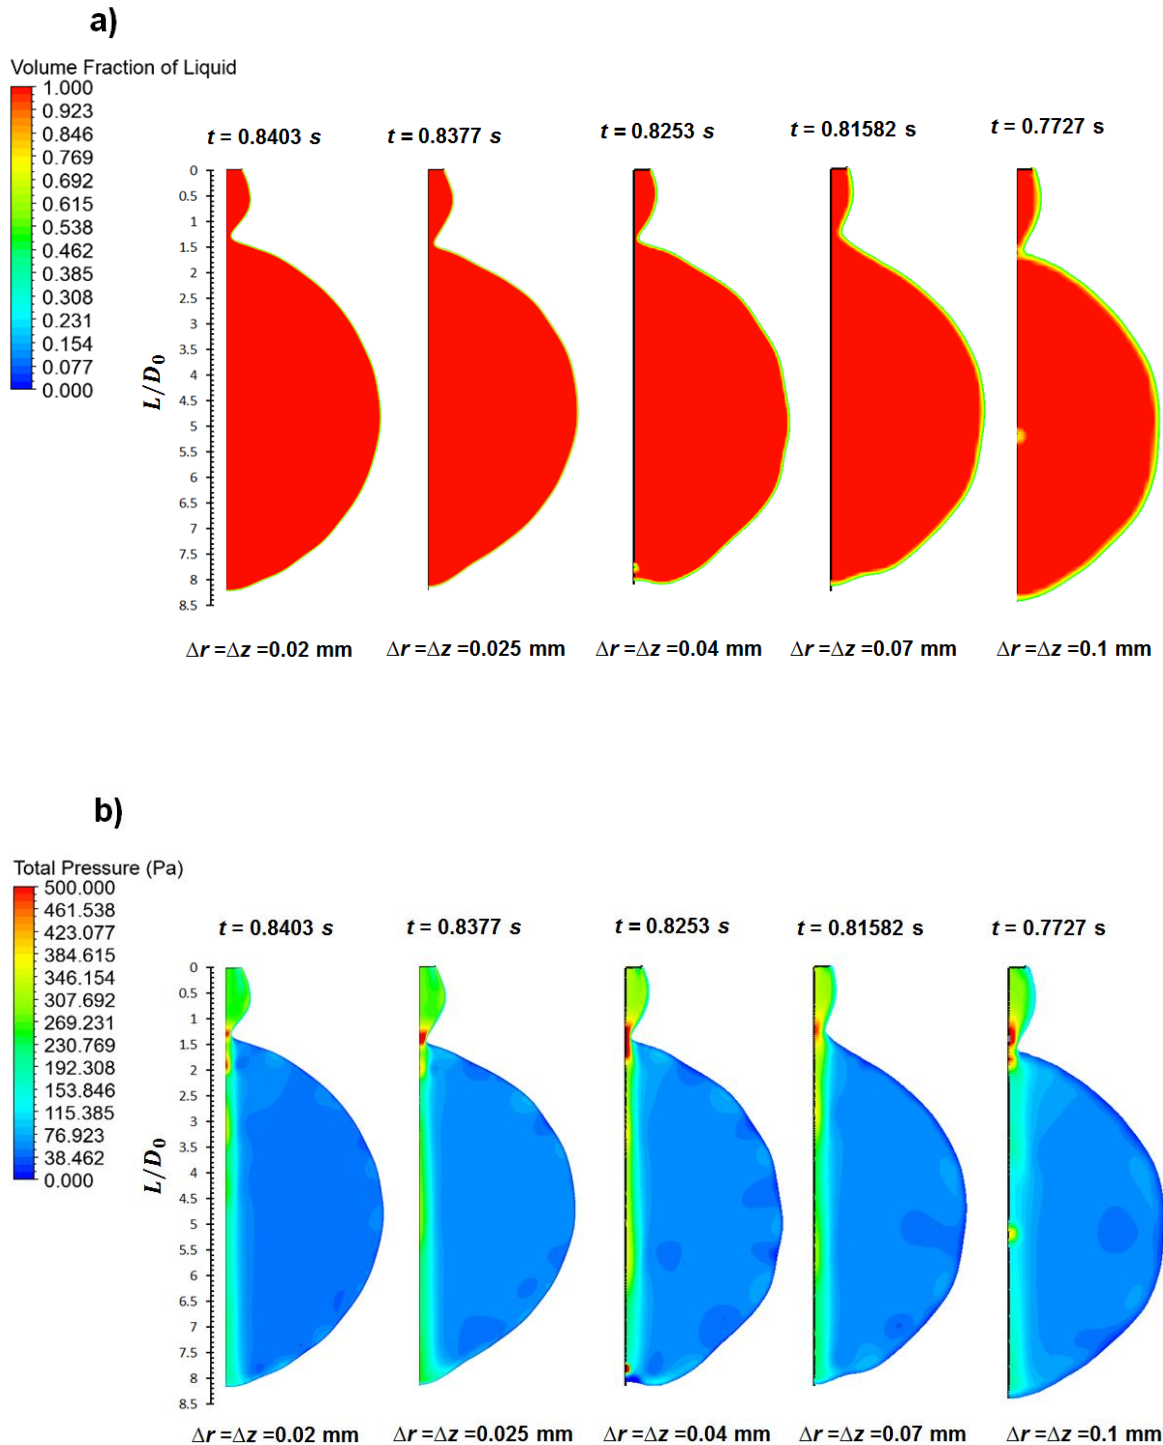 a)
Volume Fraction of Liquid
1.000
0.923
0.846
0.769
0.692
0.615
0.538
0.462
0.385
0.308
0.231
0.154
0.077
0.000
t = 0.8403 s
t = 0.8377 s
t = 0.8253 s
t = 0.81582 s
t = 0.7727 s
L/D0
0
0.5
1
1.5
2
2.5
3
3.5
4
4.5
5
5.5
6
6.5
7
7.5
8
8.5
Δr =Δz =0.02 mm
Δr =Δz =0.025 mm
Δr =Δz =0.04 mm
Δr =Δz =0.07 mm
Δr =Δz =0.1 mm
b)
Total Pressure (Pa)
500.000
461.538
423.077
384.615
346.154
307.692
269.231
230.769
192.308
153.846
115.385
76.923
38.462
0.000
t = 0.8403 s
t = 0.8377 s
t = 0.8253 s
t = 0.81582 s
t = 0.7727 s
L/D0
0
0.5
1
1.5
2
2.5
3
3.5
4
4.5
5
5.5
6
6.5
7
7.5
8
8.5
Δr =Δz =0.02 mm
Δr =Δz =0.025 mm
Δr =Δz =0.04 mm
Δr =Δz =0.07 mm
Δr =Δz =0.1 mm